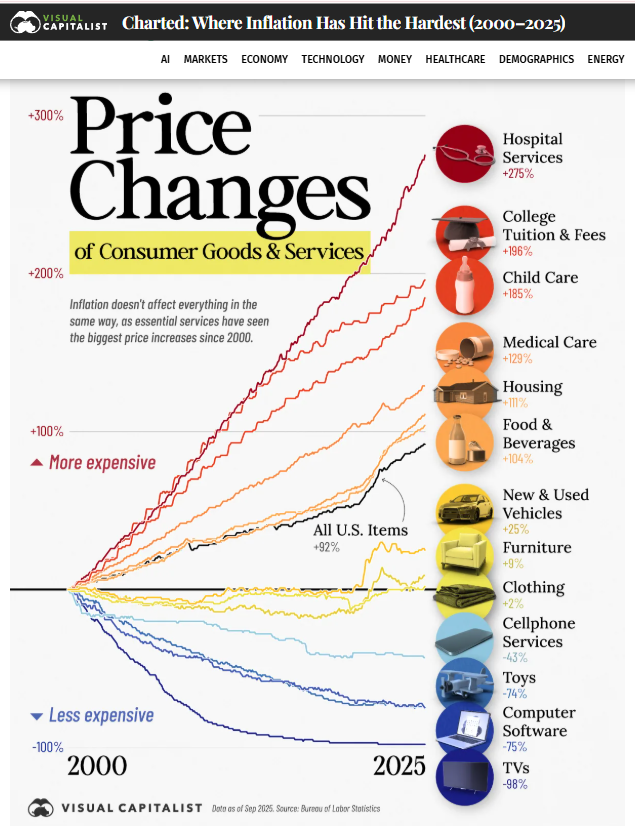 VISUAL
CAPITALIST
Charted: Where Inflation Has Hit the Hardest (2000–2025)
AI MARKETS ECONOMY TECHNOLOGY MONEY HEALTHCARE DEMOGRAPHICS ENERGY
+300%
Price
Changes
of Consumer Goods & Services
+200%
Inflation doesn't affect everything in the
same way, as essential services have seen
the biggest price increases since 2000.
+100%
More expensive
All U.S. Items
+92%
Less expensive
-100%
2000
2025
Hospital
Services
+275%
College
Tuition & Fees
+196%
Child Care
+185%
Medical Care
+129%
Housing
+111%
Food &
Beverages
+104%
New & Used
Vehicles
+25%
Furniture
+9%
Clothing
+2%
Cellphone
Services
-43%
Toys
-74%
Computer
Software
-75%
TVs
-98%
VISUAL CAPITALIST
Data as of Sep 2025. Source: Bureau of Labor Statistics